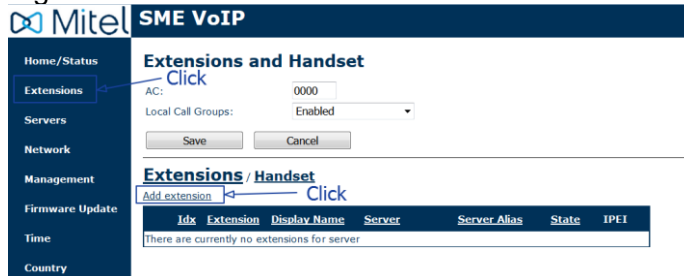 Mitel SME VoIP
Home/Status
Extensions
Servers
Network
Management
Firmware Update
Time
Country
Extensions and Handset
Click
AC: 0000
Local Call Groups: Enabled
Save Cancel
Extensions / Handset
Add extension Click
Idx Extension Display Name Server Server Alias State IPEI
There are currently no extensions for server